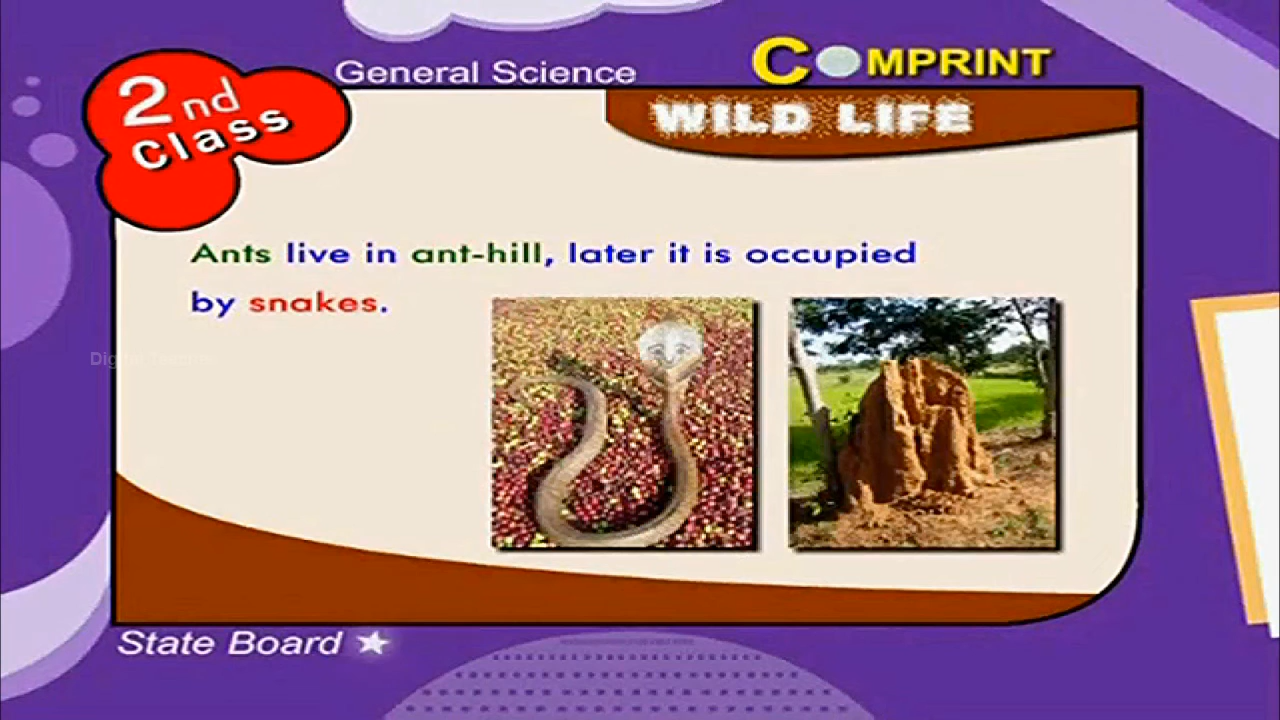 General Science
COMPRINT
2nd
Class
WILD LIFE
Ants live in ant-hill, later it is occupied
by snakes.
State Board